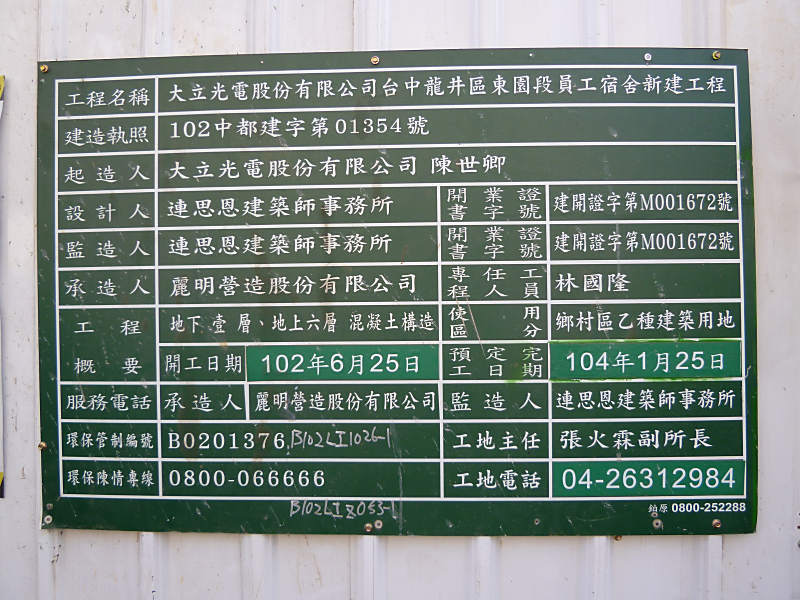 工程名稱 大立光電股份有限公司台中龍井區東園段員工宿舍新建工程
建造執照 102中都建字第01354號
起造人 大立光電股份有限公司 陳世卿
設計人 連思恩建築師事務所 開業證書字號 建開證字第M001672號
監造人 連思恩建築師事務所 開業證書字號 建開證字第M001672號
承造人 麗明營造股份有限公司 專任工程人員 林國隆
工程概要 地下壹層、地上六層 混凝土構造 使用區分 鄉村區乙種建築用地
開工日期 102年6月25日 預定完工日期 104年1月25日
服務電話 承造人 麗明營造股份有限公司 監造人 連思恩建築師事務所
環保管制編號 B0201376 B102LI1026-1 工地主任 張火霖副所長
環保陳情專線 0800-066666 工地電話 04-26312984
B102LIZ053-1
鉑原 0800-252288